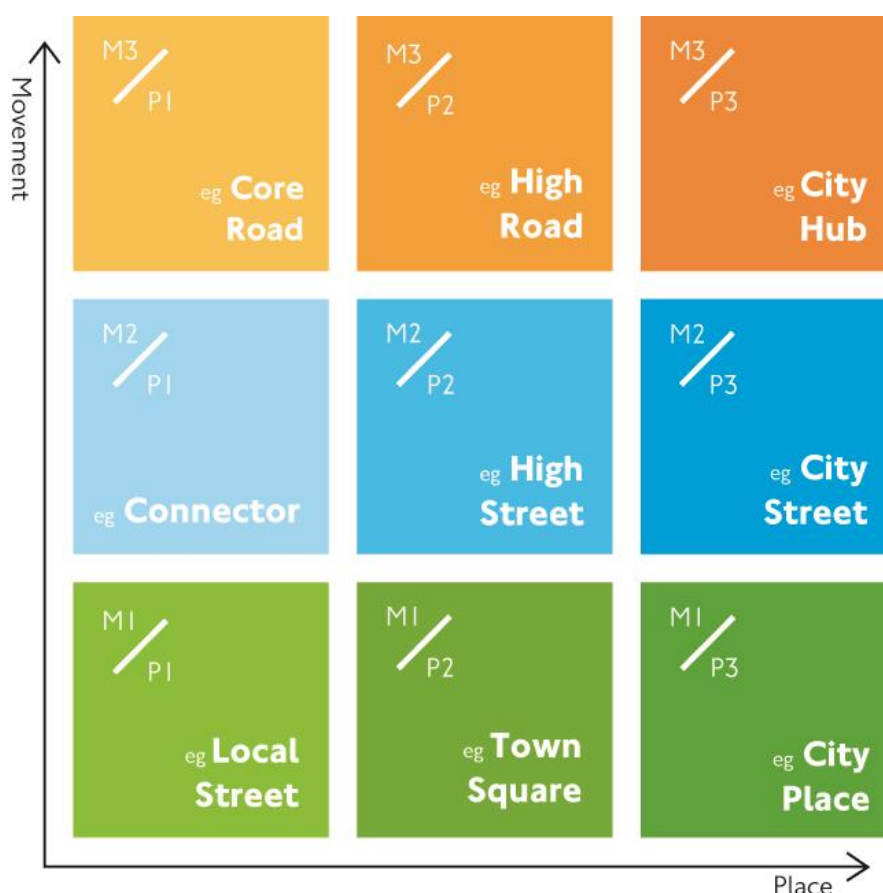 Movement
M3
P1
eg Core
Road
M3
P2
eg High
Road
M3
P3
eg City
Hub
M2
P1
eg Connector
M2
P2
eg High
Street
M2
P3
eg City
Street
M1
P1
eg Local
Street
M1
P2
eg Town
Square
M1
P3
eg City
Place
Place